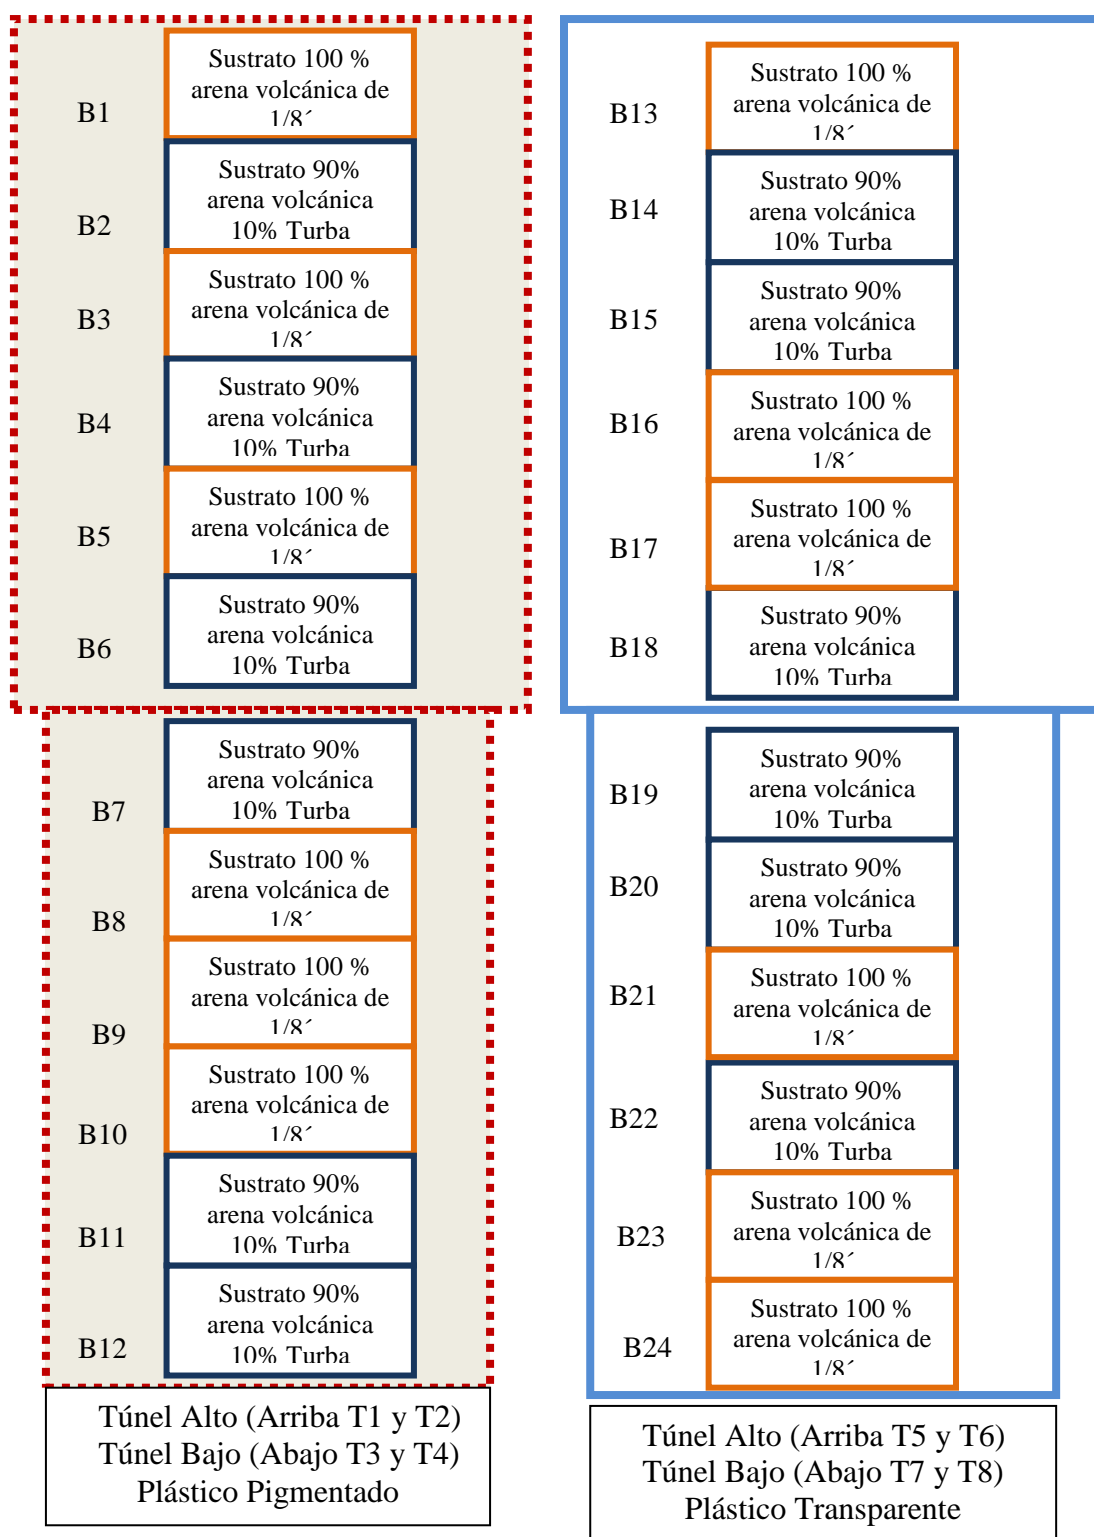 B1
Sustrato 100 %
arena volcánica de
1/8´
B2
Sustrato 90%
arena volcánica
10% Turba
B3
Sustrato 100 %
arena volcánica de
1/8´
B4
Sustrato 90%
arena volcánica
10% Turba
B5
Sustrato 100 %
arena volcánica de
1/8´
B6
Sustrato 90%
arena volcánica
10% Turba
B7
Sustrato 90%
arena volcánica
10% Turba
B8
Sustrato 100 %
arena volcánica de
1/8´
B9
Sustrato 100 %
arena volcánica de
1/8´
B10
Sustrato 100 %
arena volcánica de
1/8´
B11
Sustrato 90%
arena volcánica
10% Turba
B12
Sustrato 90%
arena volcánica
10% Turba
Túnel Alto (Arriba T1 y T2)
Túnel Bajo (Abajo T3 y T4)
Plástico Pigmentado
B13
Sustrato 100 %
arena volcánica de
1/8´
B14
Sustrato 90%
arena volcánica
10% Turba
B15
Sustrato 90%
arena volcánica
10% Turba
B16
Sustrato 100 %
arena volcánica de
1/8´
B17
Sustrato 100 %
arena volcánica de
1/8´
B18
Sustrato 90%
arena volcánica
10% Turba
B19
Sustrato 90%
arena volcánica
10% Turba
B20
Sustrato 90%
arena volcánica
10% Turba
B21
Sustrato 100 %
arena volcánica de
1/8´
B22
Sustrato 90%
arena volcánica
10% Turba
B23
Sustrato 100 %
arena volcánica de
1/8´
B24
Sustrato 100 %
arena volcánica de
1/8´
Túnel Alto (Arriba T5 y T6)
Túnel Bajo (Abajo T7 y T8)
Plástico Transparente